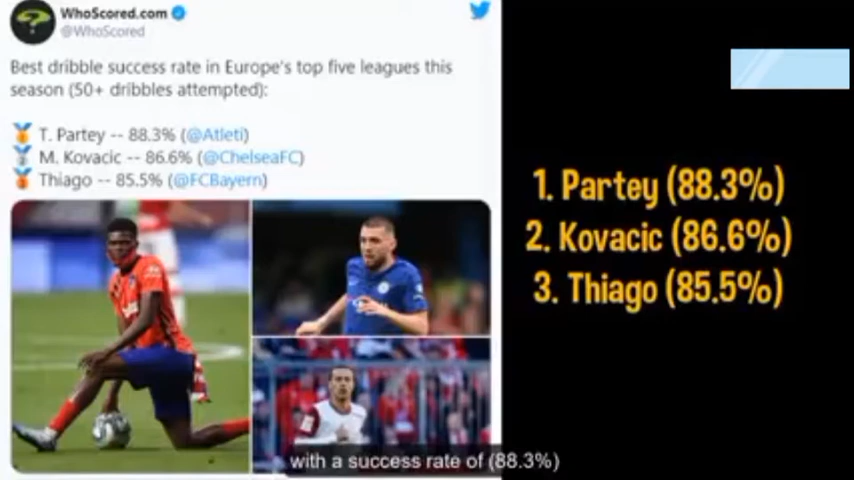 WhoScored.com
@WhoScored
Best dribble success rate in Europe's top five leagues this
season (50+ dribbles attempted):
T. Partey -- 88.3% (@Atleti)
M. Kovacic -- 86.6% (@ChelseaFC)
Thiago -- 85.5% (@FCBayern)
1. Partey (88.3%)
2. Kovacic (86.6%)
3. Thiago (85.5%)
with a success rate of (88.3%)